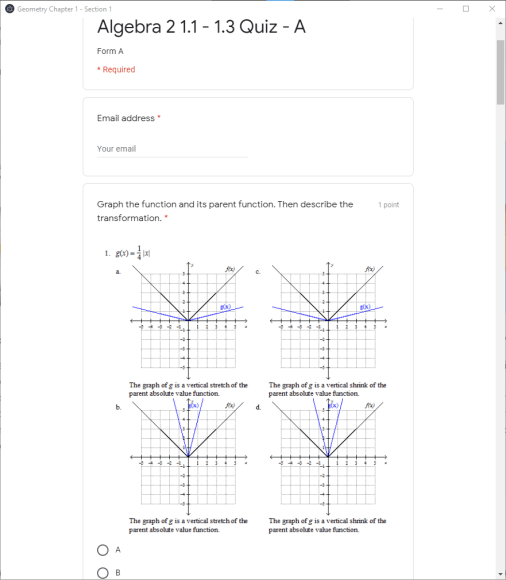 Geometry Chapter 1 - Section 1
Algebra 2 1.1 - 1.3 Quiz - A
Form A
* Required
Email address *
Your email
Graph the function and its parent function. Then describe the
transformation. *
1 point
1. g(x) = 1/4 |x|
a.
f(x)
g(x)
The graph of g is a vertical stretch of the
parent absolute value function.
c.
f(x)
g(x)
The graph of g is a vertical shrink of the
parent absolute value function.
b.
g(x)
f(x)
The graph of g is a vertical stretch of the
parent absolute value function.
d.
g(x)
f(x)
The graph of g is a vertical shrink of the
parent absolute value function.
A
B